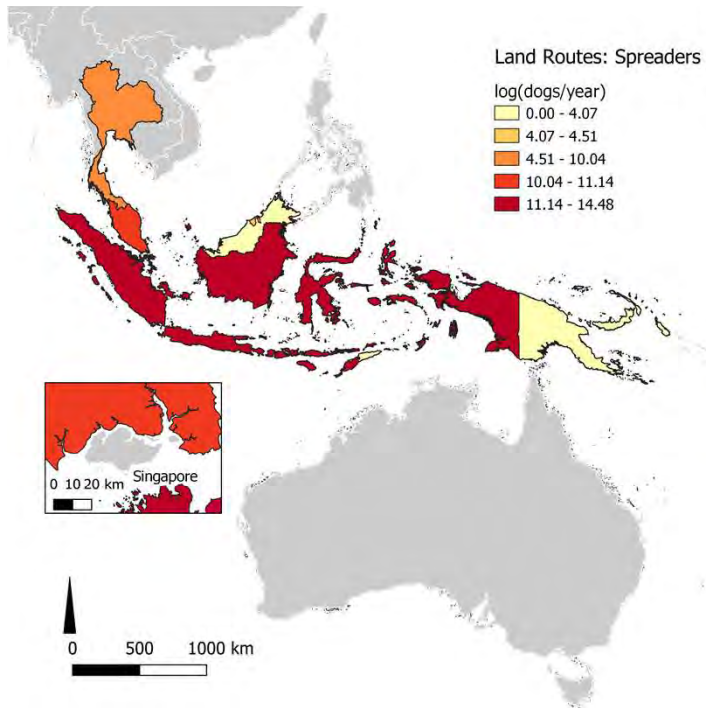 Land Routes: Spreaders
log(dogs/year)
0.00 - 4.07
4.07 - 4.51
4.51 - 10.04
10.04 - 11.14
11.14 - 14.48
Singapore
0 10 20 km
0 500 1000 km